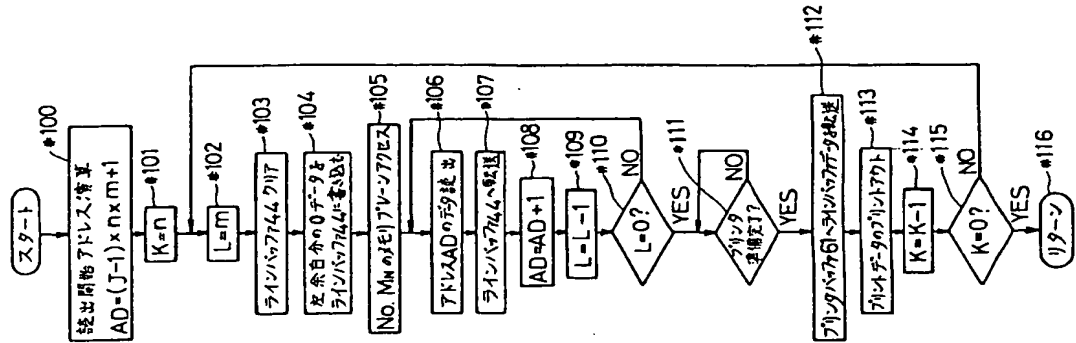 スタート
#100
読出開始アドレス演算
AD=(J-1)×n×m+1
#101
K=n
#102
L=m
#103
ラインバッファ44クリア
#104
左余白分の0データを
ラインバッファ44に書き込む
#105
No. MNのメモリプレーンアクセス
#106
アドレスADのデータ読出
#107
ラインバッファ44へ転送
#108
AD=AD+1
#109
L=L-1
#110
L=0?
NO
YES
#111
プリンタ
準備完了?
NO
YES
#112
プリンタバッファ61へラインバッファデータを転送
#113
プリントデータのプリントアウト
#114
K=K-1
#115
K=0?
NO
YES
#116
リターン